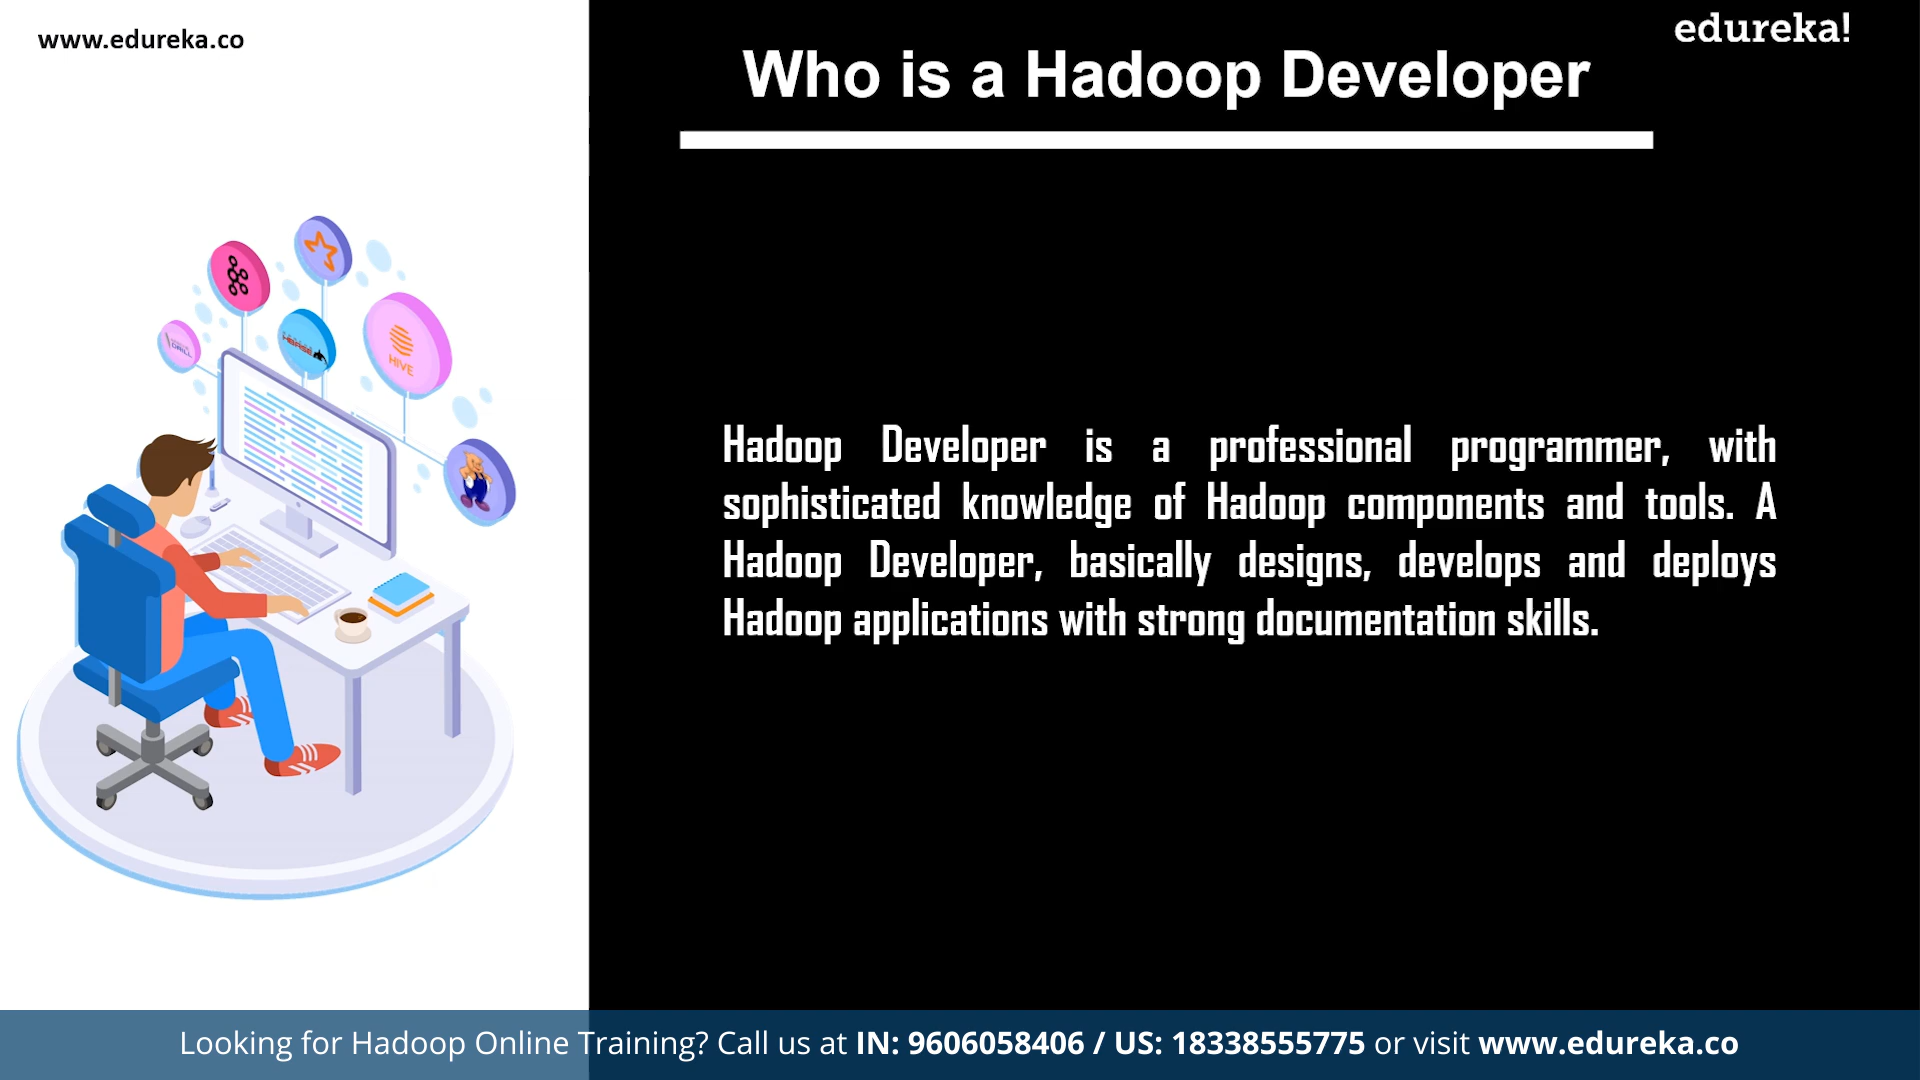 www.edureka.co
edureka!
Who is a Hadoop Developer
HIVE
HBASE
DRILL
Hadoop Developer is a professional programmer, with
sophisticated knowledge of Hadoop components and tools. A
Hadoop Developer, basically designs, develops and deploys
Hadoop applications with strong documentation skills.
Looking for Hadoop Online Training? Call us at IN: 9606058406 / US: 18338555775 or visit www.edureka.co